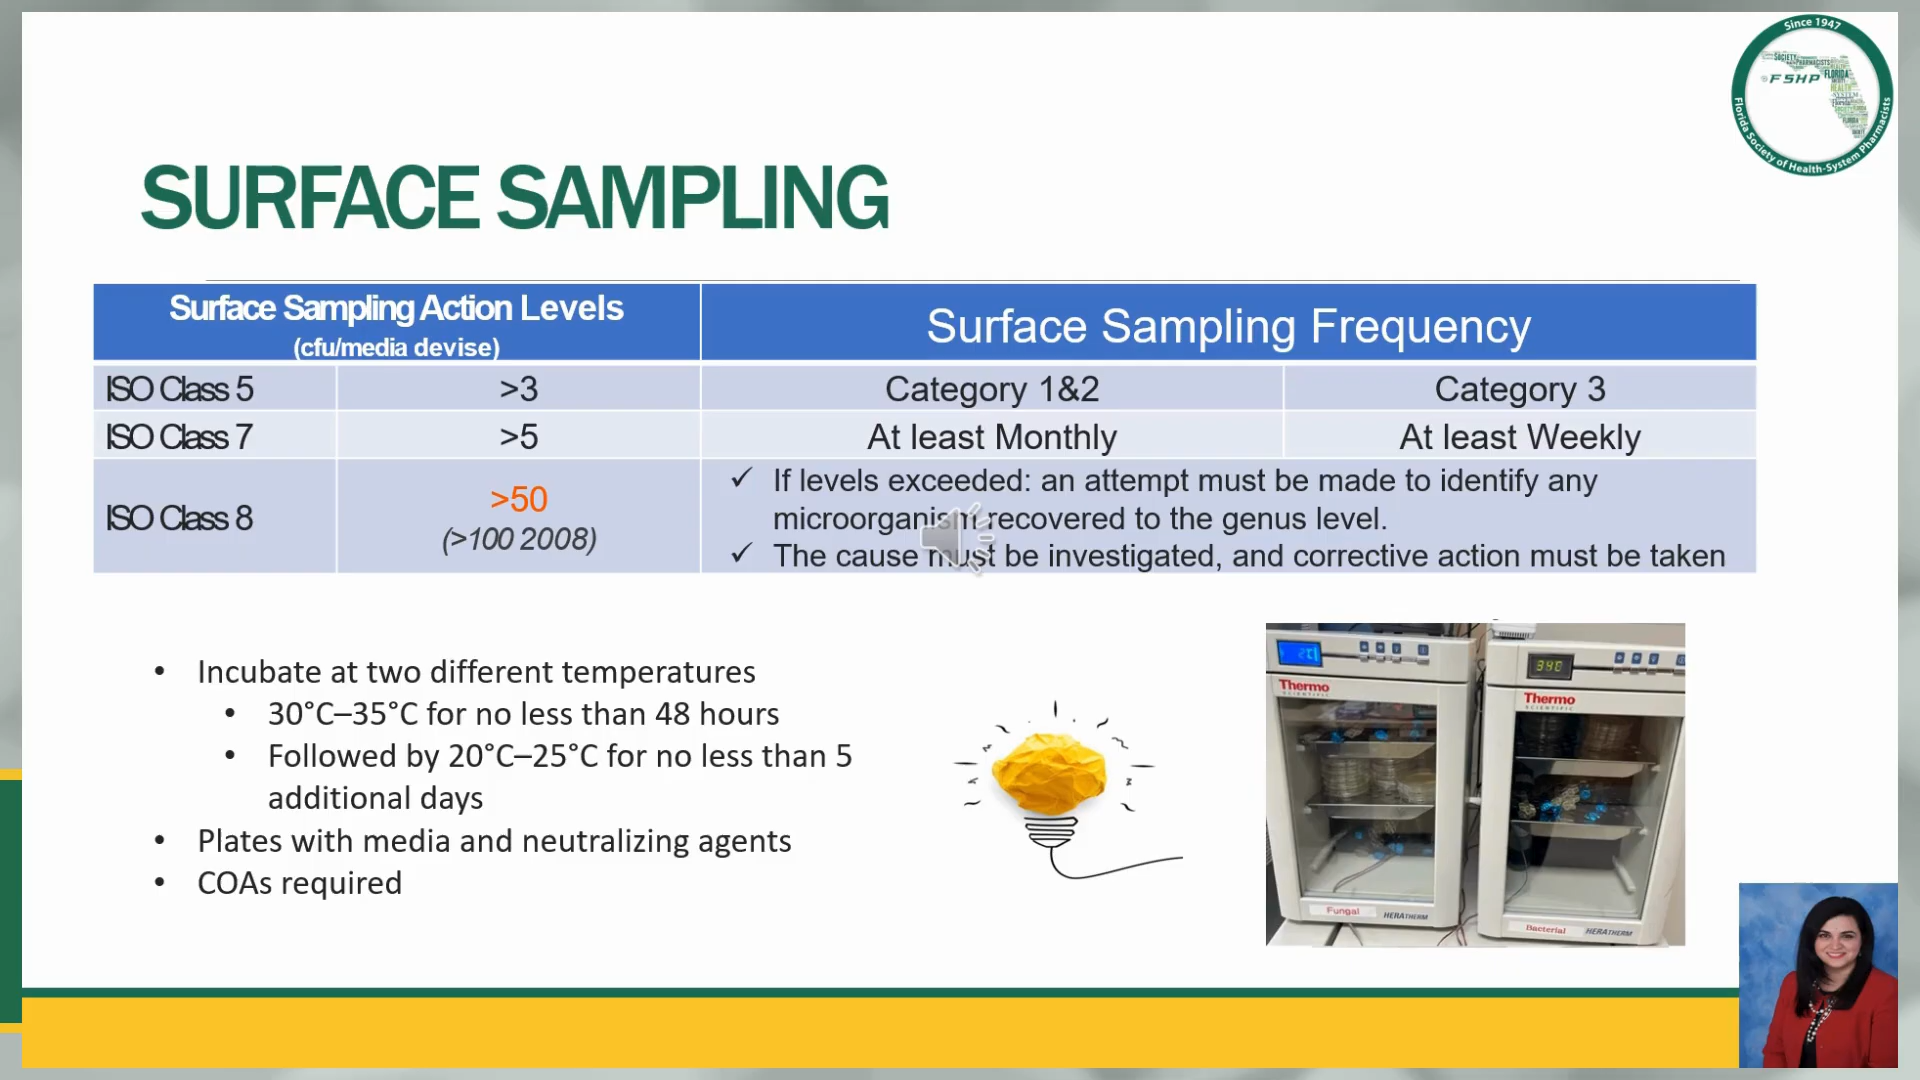 Since 1947
FSHP
FLORIDA
Florida Society of Health-System Pharmacists
SURFACE SAMPLING
Surface Sampling Action Levels
(cfu/media devise)
Surface Sampling Frequency
ISO Class 5
>3
Category 1&2
Category 3
ISO Class 7
>5
At least Monthly
At least Weekly
ISO Class 8
>50
(>100 2008)
✓ If levels exceeded: an attempt must be made to identify any
microorganism recovered to the genus level.
✓ The cause must be investigated, and corrective action must be taken
• Incubate at two different temperatures
• 30°C–35°C for no less than 48 hours
• Followed by 20°C–25°C for no less than 5
additional days
• Plates with media and neutralizing agents
• COAs required
Thermo
SCIENTIFIC
Thermo
SCIENTIFIC
Fungal
HERATHERM
Bacterial
HERATHERM